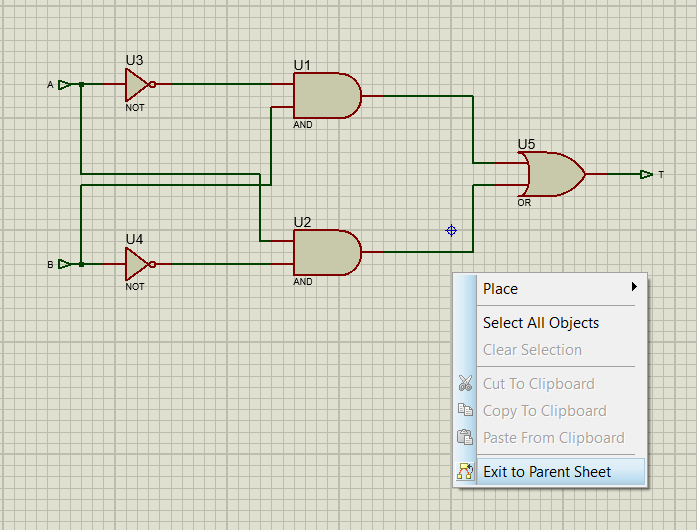 U3
U1
A
NOT
AND
U5
T
OR
U2
U4
B
NOT
AND
Place
Select All Objects
Clear Selection
Cut To Clipboard
Copy To Clipboard
Paste From Clipboard
Exit to Parent Sheet